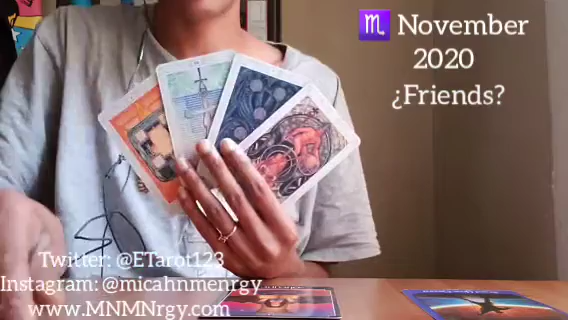 ♏ November
2020
¿Friends?
Twitter: @ETarot123
Instagram: @micahnmenrgy
www.MNMNrgy.com